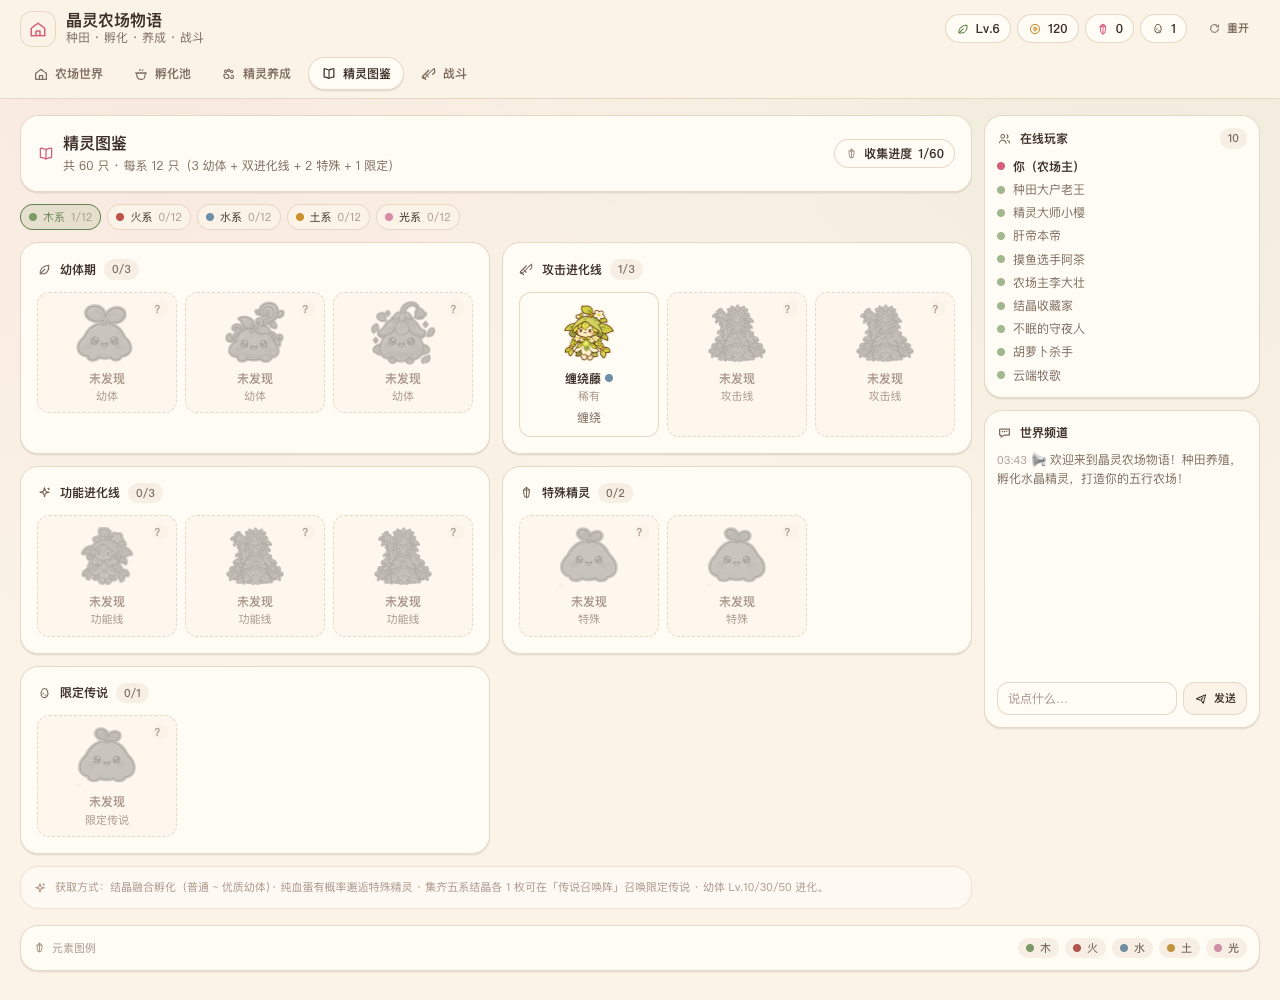 晶灵农场物语
种田 · 孵化 · 养成 · 战斗
Lv.6
120
0
1
重开
农场世界
孵化池
精灵养成
精灵图鉴
战斗
精灵图鉴
共 60 只 · 每系 12 只（3 幼体 + 双进化线 + 2 特殊 + 1 限定）
收集进度 1/60
木系 1/12
火系 0/12
水系 0/12
土系 0/12
光系 0/12
幼体期 0/3
?
未发现
幼体
?
未发现
幼体
?
未发现
幼体
攻击进化线 1/3
缠绕藤
稀有
缠绕
?
未发现
攻击线
?
未发现
攻击线
功能进化线 0/3
?
未发现
功能线
?
未发现
功能线
?
未发现
功能线
特殊精灵 0/2
?
未发现
特殊
?
未发现
特殊
限定传说 0/1
?
未发现
限定传说
获取方式：结晶融合孵化（普通 ~ 优质幼体）· 纯血蛋有概率邂逅特殊精灵 · 集齐五系结晶各 1 枚可在「传说召唤阵」召唤限定传说 · 幼体 Lv.10/30/50 进化。
在线玩家 10
你（农场主）
种田大户老王
精灵大师小樱
肝帝本帝
摸鱼选手阿茶
农场主李大壮
结晶收藏家
不眠的守夜人
胡萝卜杀手
云端牧歌
世界频道
03:43 欢迎来到晶灵农场物语！种田养殖，
孵化水晶精灵，打造你的五行农场！
说点什么…
发送
元素图例
木
火
水
土
光